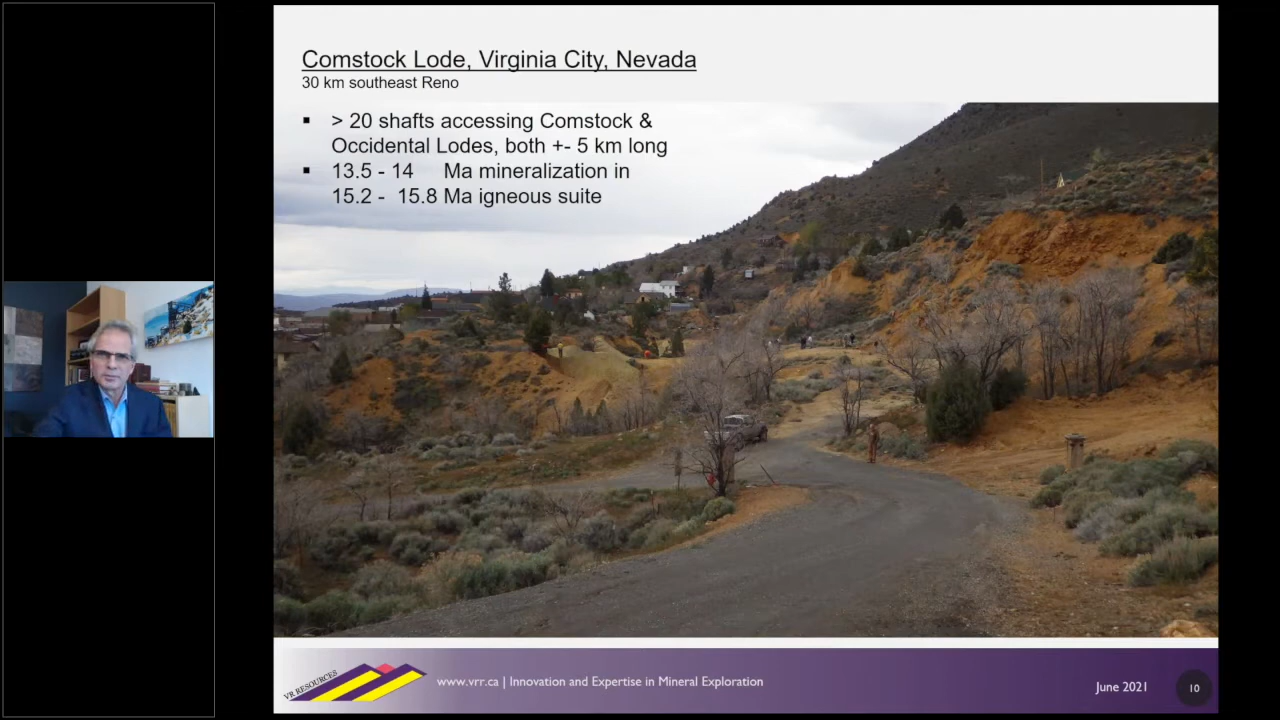 Comstock Lode, Virginia City, Nevada
30 km southeast Reno
▪ > 20 shafts accessing Comstock &
Occidental Lodes, both +- 5 km long
▪ 13.5 - 14 Ma mineralization in
15.2 - 15.8 Ma igneous suite
VR RESOURCES
www.vrr.ca | Innovation and Expertise in Mineral Exploration
June 2021
10